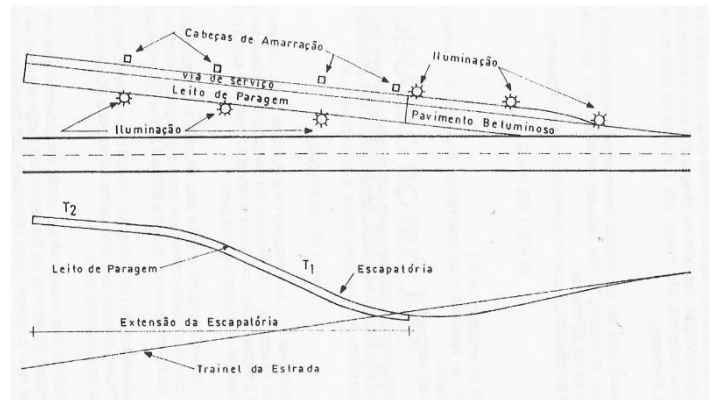 Cabeças de Amarração
Iluminação
via de serviço
Leito de Paragem
Pavimento Betuminoso
Iluminação
T2
T1
Leito de Paragem
Escapatória
Extensão da Escapatória
Trainel da Estrada